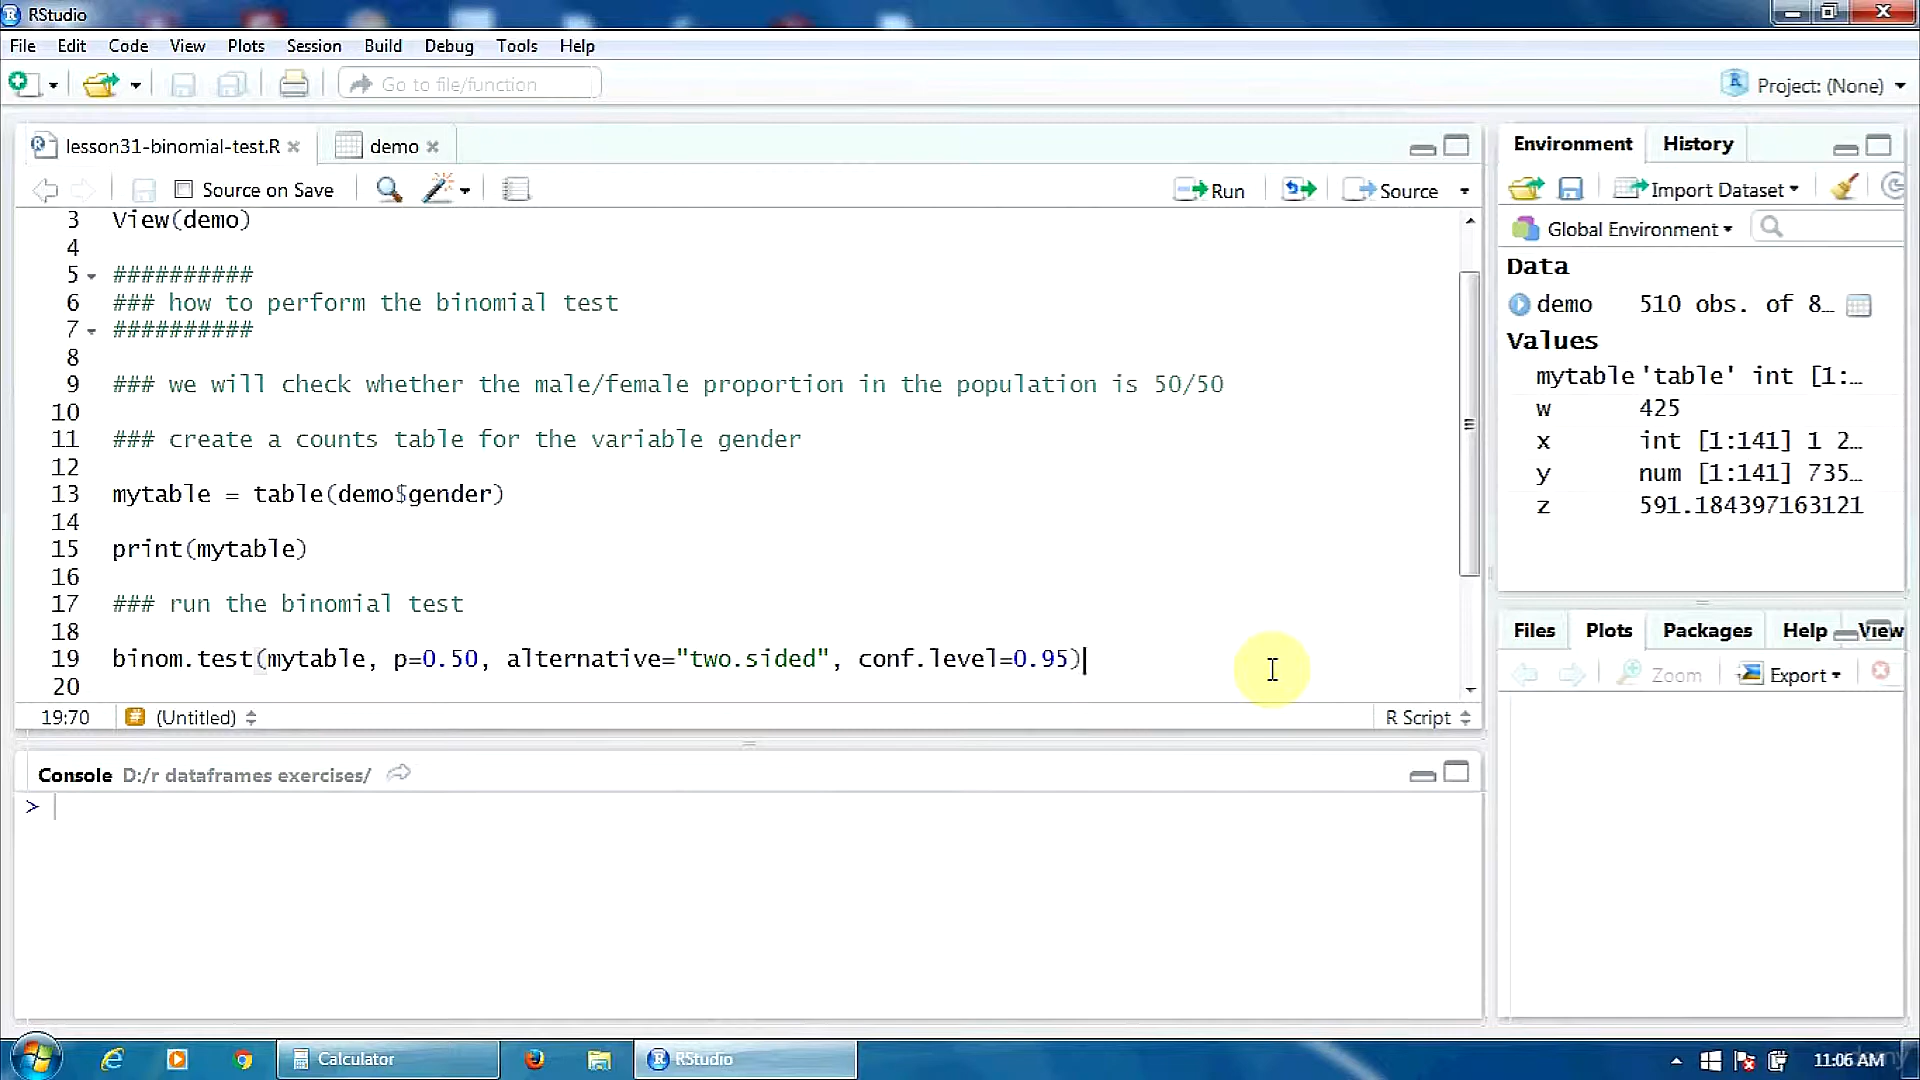 RStudio
File Edit Code View Plots Session Build Debug Tools Help
Go to file/function
Project: (None)
lesson31-binomial-test.R
demo
Source on Save
Run
Source
3 View(demo)
4
5 ##########
6 ### how to perform the binomial test
7 ##########
8
9 ### we will check whether the male/female proportion in the population is 50/50
10
11 ### create a counts table for the variable gender
12
13 mytable = table(demo$gender)
14
15 print(mytable)
16
17 ### run the binomial test
18
19 binom.test(mytable, p=0.50, alternative="two.sided", conf.level=0.95)
20
19:70 (Untitled) R Script
Console D:/r dataframes exercises/
>
Environment History
Import Dataset
Global Environment
Data
demo 510 obs. of 8…
Values
mytable 'table' int [1:…
w 425
x int [1:141] 1 2…
y num [1:141] 735…
z 591.184397163121
Files Plots Packages Help View
Zoom Export
Calculator
RStudio
11:06 AM